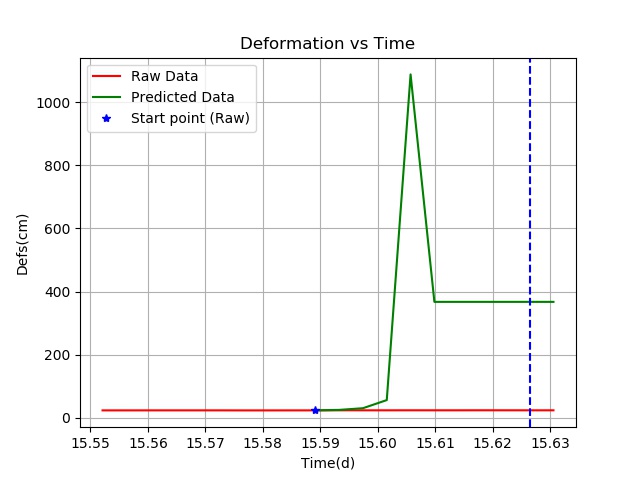 Deformation vs Time
Raw Data
Predicted Data
Start point (Raw)
1000
800
600
400
200
0
Defs(cm)
15.55 15.56 15.57 15.58 15.59 15.60 15.61 15.62 15.63
Time(d)